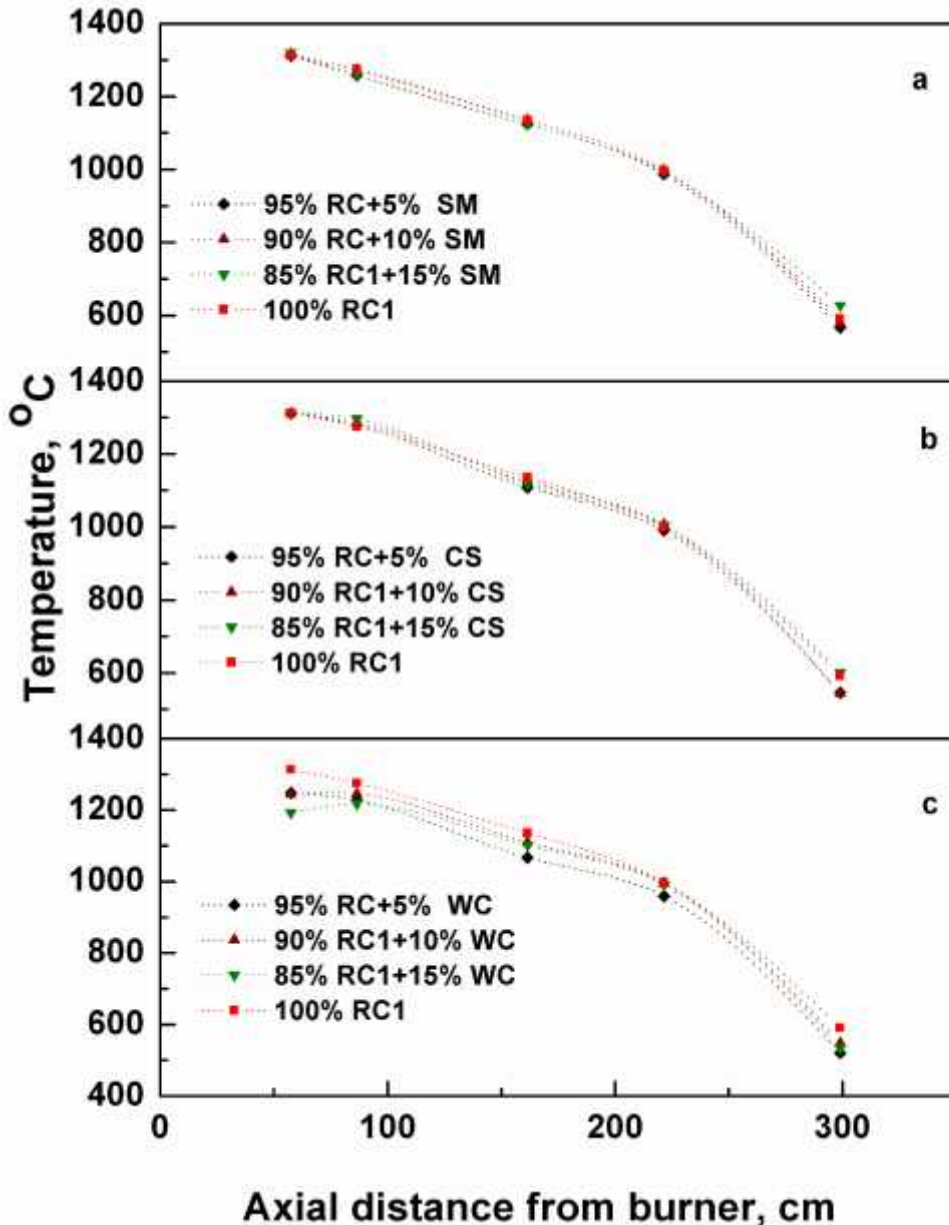 1400
1200
1000
800
600
a
95% RC+5% SM
90% RC+10% SM
85% RC1+15% SM
100% RC1
1400
1200
1000
800
600
b
95% RC+5% CS
90% RC1+10% CS
85% RC1+15% CS
100% RC1
1400
1200
1000
800
600
400
c
95% RC+5% WC
90% RC1+10% WC
85% RC1+15% WC
100% RC1
Temperature, °C
0 100 200 300
Axial distance from burner, cm